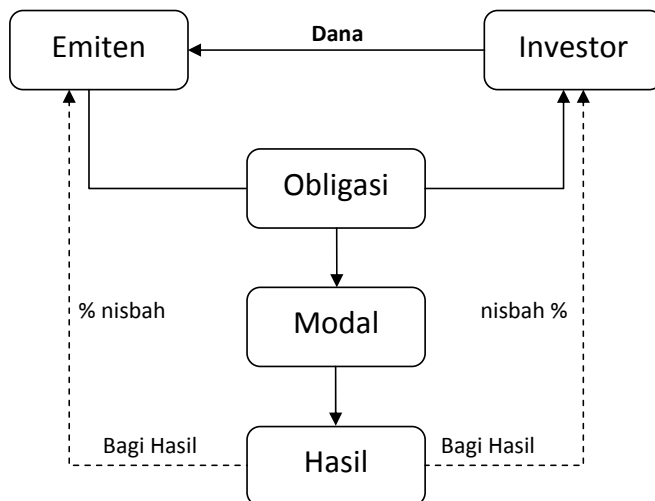 Emiten
Dana
Investor
Obligasi
% nisbah
Modal
nisbah %
Bagi Hasil
Hasil
Bagi Hasil